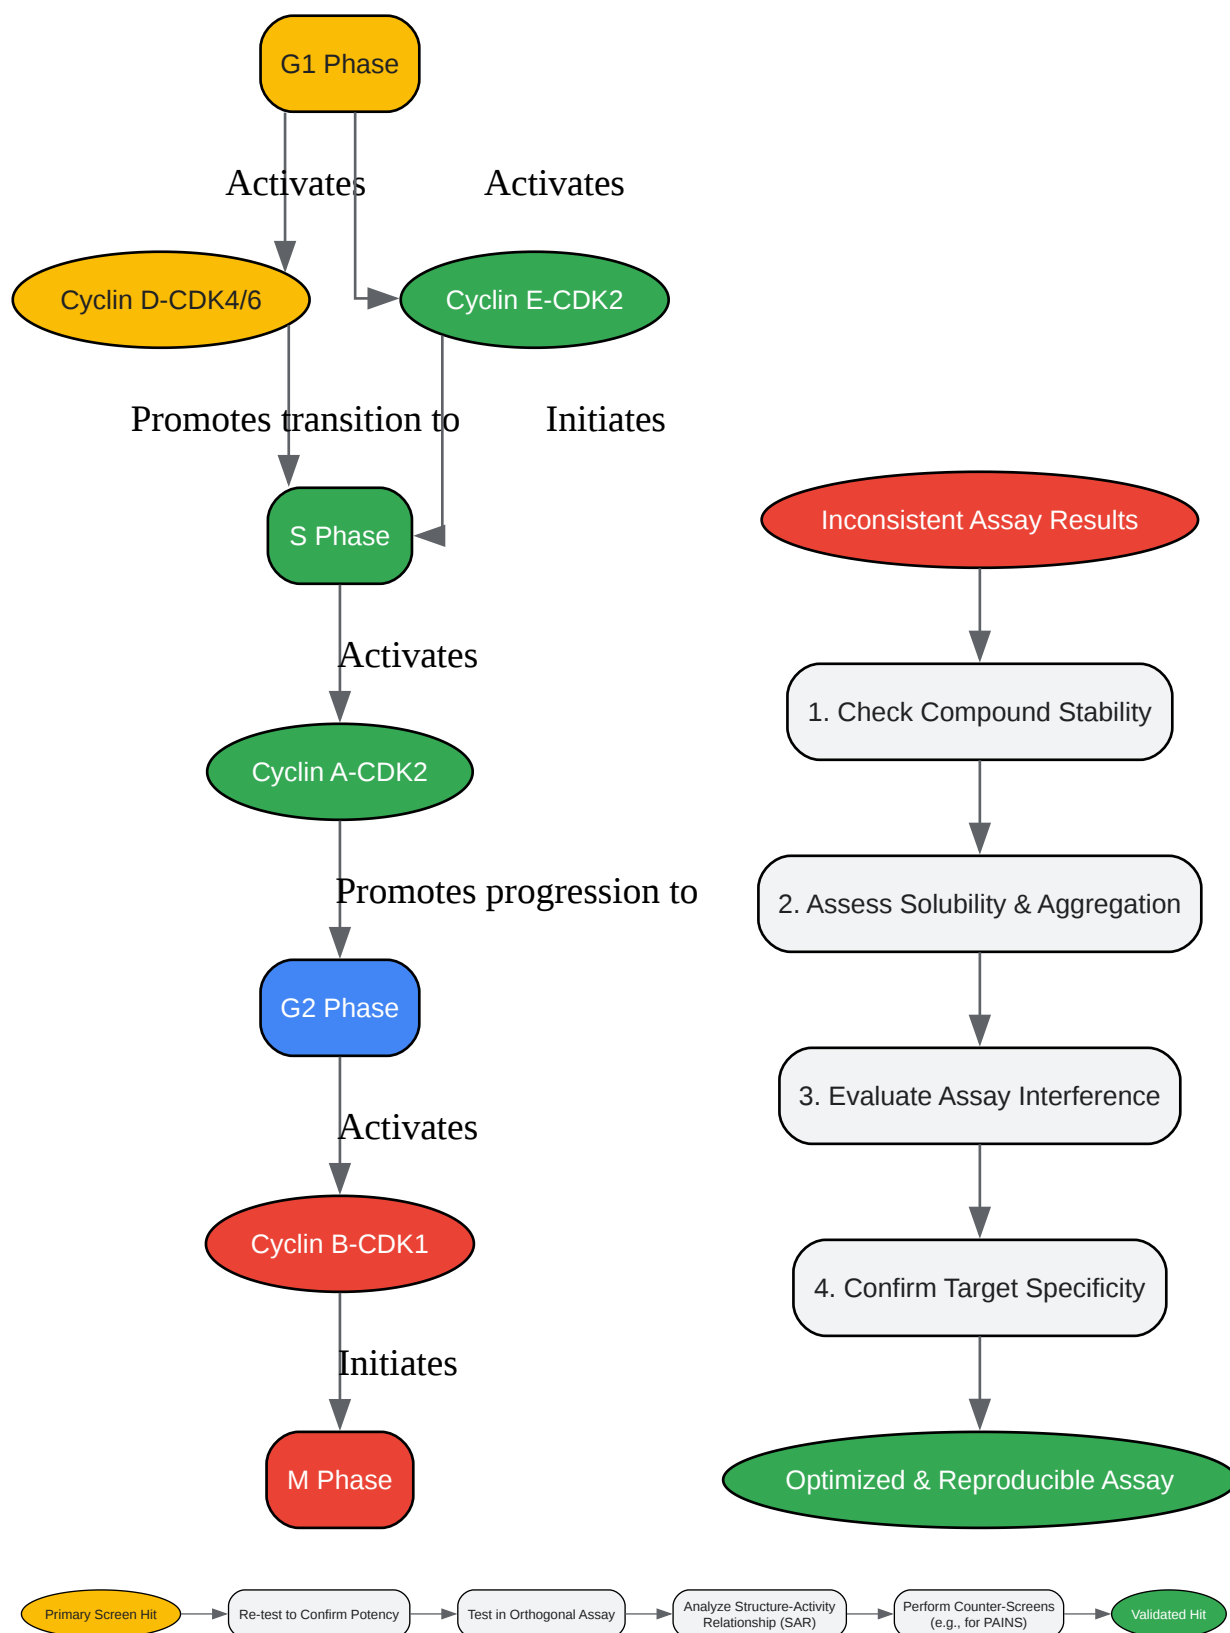 G1 Phase
Activates
Activates
Cyclin D-CDK4/6
Cyclin E-CDK2
Promotes transition to
Initiates
S Phase
Activates
Cyclin A-CDK2
Promotes progression to
G2 Phase
Activates
Cyclin B-CDK1
Initiates
M Phase
Inconsistent Assay Results
1. Check Compound Stability
2. Assess Solubility & Aggregation
3. Evaluate Assay Interference
4. Confirm Target Specificity
Optimized & Reproducible Assay
Primary Screen Hit
Re-test to Confirm Potency
Test in Orthogonal Assay
Analyze Structure-Activity
Relationship (SAR)
Perform Counter-Screens
(e.g., for PAINS)
Validated Hit